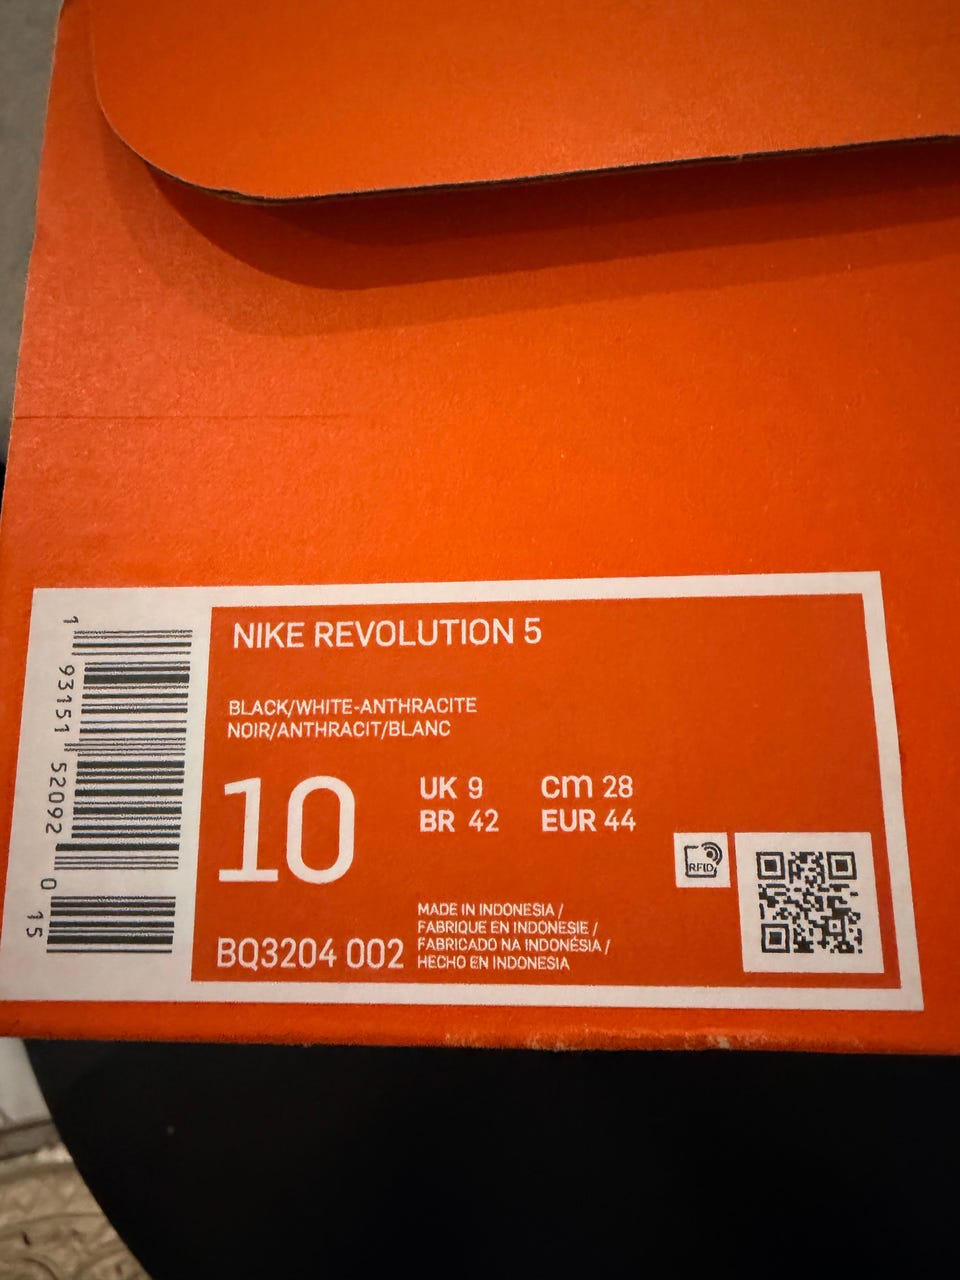 NIKE REVOLUTION 5
BLACK/WHITE-ANTHRACITE
NOIR/ANTHRACIT/BLANC
10
UK 9 cm 28
BR 42 EUR 44
RFID
BQ3204 002
MADE IN INDONESIA /
FABRIQUE EN INDONESIE /
FABRICADO NA INDONÉSIA /
HECHO EN INDONESIA
1 93151 52092 0 15